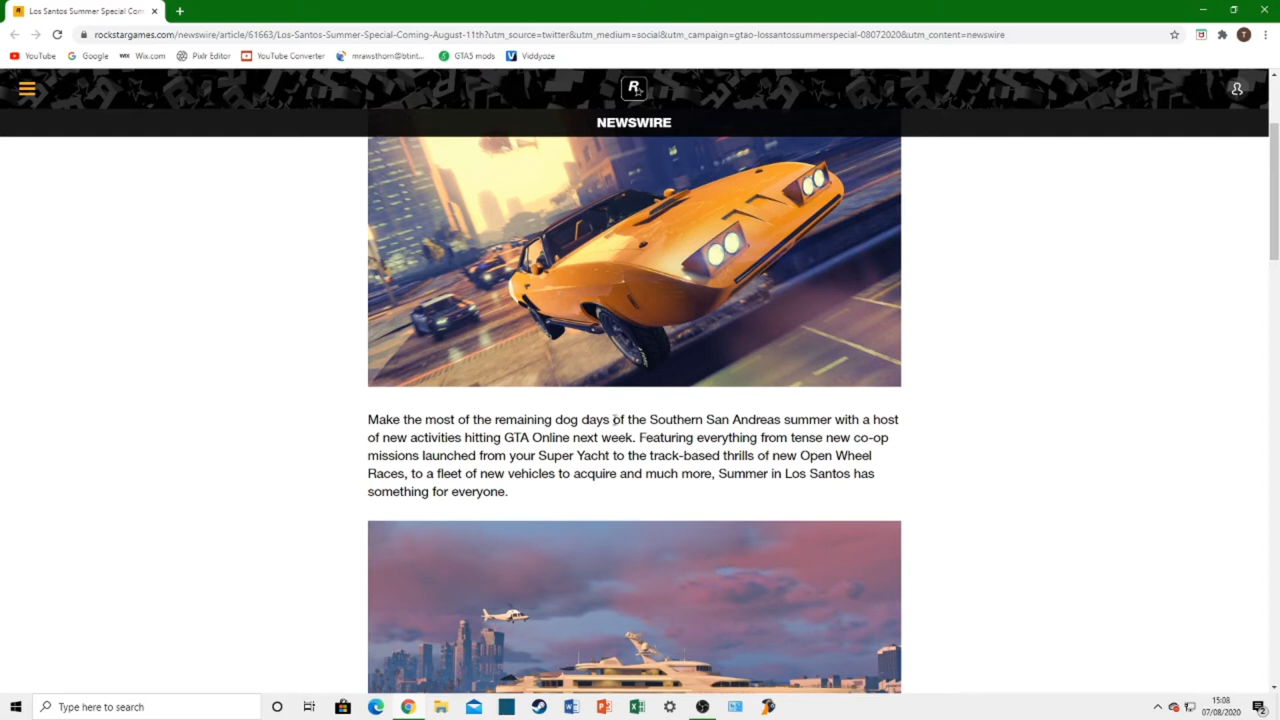 Los Santos Summer Special Com
rockstargames.com/newswire/article/61663/Los-Santos-Summer-Special-Coming-August-11th?utm_source=twitter&utm_medium=social&utm_campaign=gtao-lossantossummerspecial-08072020&utm_content=newswire
T
YouTube Google Wix.com Pixlr Editor YouTube Converter mrawsthorn@btint... GTA5 mods Viddyoze
R
NEWSWIRE
Make the most of the remaining dog days of the Southern San Andreas summer with a host
of new activities hitting GTA Online next week. Featuring everything from tense new co-op
missions launched from your Super Yacht to the track-based thrills of new Open Wheel
Races, to a fleet of new vehicles to acquire and much more, Summer in Los Santos has
something for everyone.
Type here to search
15:08
07/08/2020
2